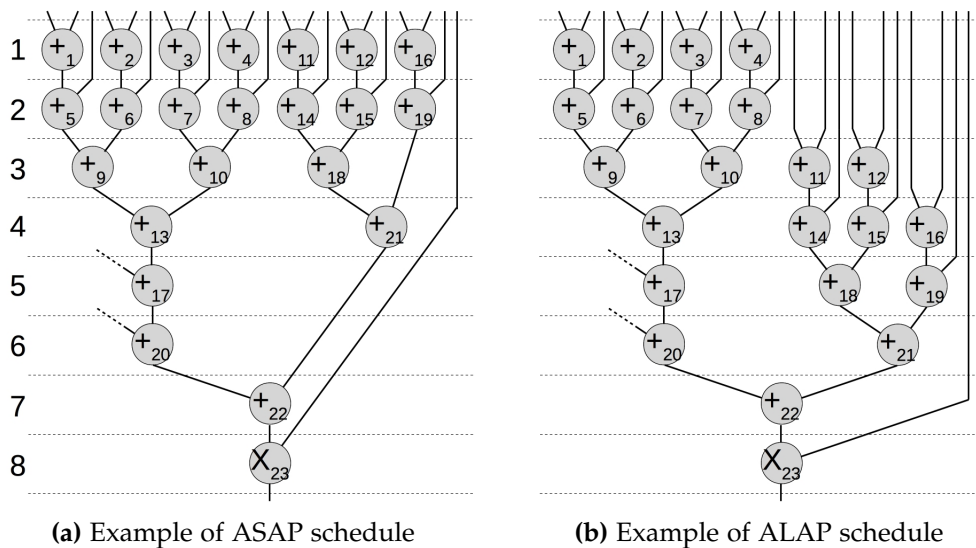 1 +1 +2 +3 +4 +11 +12 +16 +1 +2 +3 +4
2 +5 +6 +7 +8 +14 +15 +19 +5 +6 +7 +8
3 +9 +10 +18 +9 +10 +11 +12
4 +13 +21 +13 +14 +15 +16
5 +17 +17 +18 +19
6 +20 +20 +21
7 +22 +22
8 X23 X23
(a) Example of ASAP schedule
(b) Example of ALAP schedule